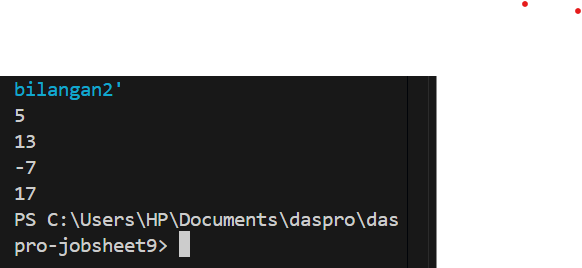 bilangan2'
5
13
-7
17
PS C:\Users\HP\Documents\daspro\das
pro-jobsheet9>